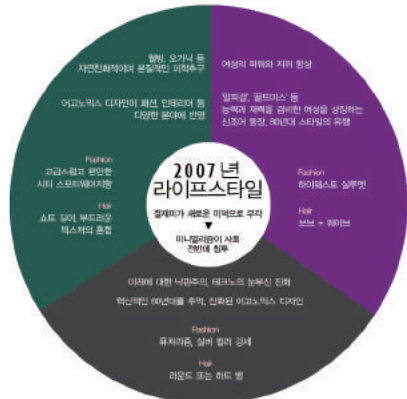 웰빙, 오가닉 등
자연친화적이며 본질적인 미학추구
어고노믹스 디자인이 패션, 인테리어 등
다양한 분야에 반영
Fashion
고급스럽고 편안한
시티 스포티웨어지향
Hair
쇼트 길이, 부드러운
텍스처의 혼합
여성의 파워와 지위 향상
'알파걸', '골드미스' 등
능력과 재력을 겸비한 여성을 상징하는
신조어 등장, 80년대 스타일의 유행
Fashion
하이웨스트 실루엣
Hair
보브 + 웨이브
2007년
라이프스타일
절제미가 새로운 미덕으로 부각
미니멀리즘이 사회
전반에 침투
미래에 대한 낙관주의, 테크노의 눈부신 진화
혁신적인 60년대를 추억, 진화된 어고노믹스 디자인
Fashion
퓨처리즘, 실버 컬러 강세
Hair
라운드 또는 하드 뱅